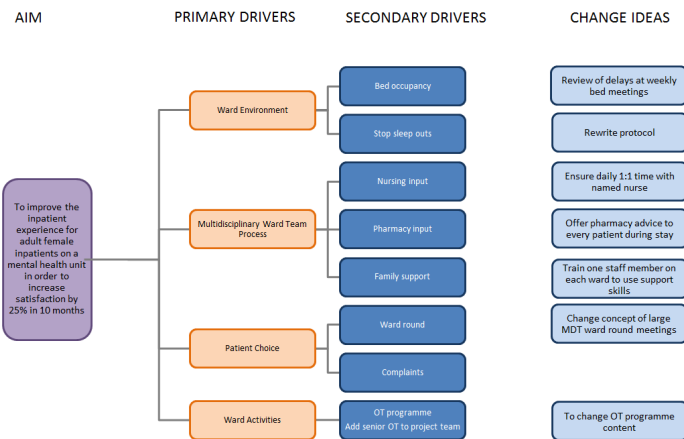 AIM
PRIMARY DRIVERS
SECONDARY DRIVERS
CHANGE IDEAS
To improve the
inpatient
experience for
adult female
inpatients on a
mental health unit
in order to
increase
satisfaction by
25% in 10 months
Ward Environment
Bed occupancy
Review of delays at weekly
bed meetings
Stop sleep outs
Rewrite protocol
Multidisciplinary Ward Team
Process
Nursing input
Ensure daily 1:1 time with
named nurse
Pharmacy input
Offer pharmacy advice to
every patient during stay
Family support
Train one staff member on
each ward to use support
skills
Patient Choice
Ward round
Change concept of large
MDT ward round meetings
Complaints
Ward Activities
OT programme
Add senior OT to project team
To change OT programme
content